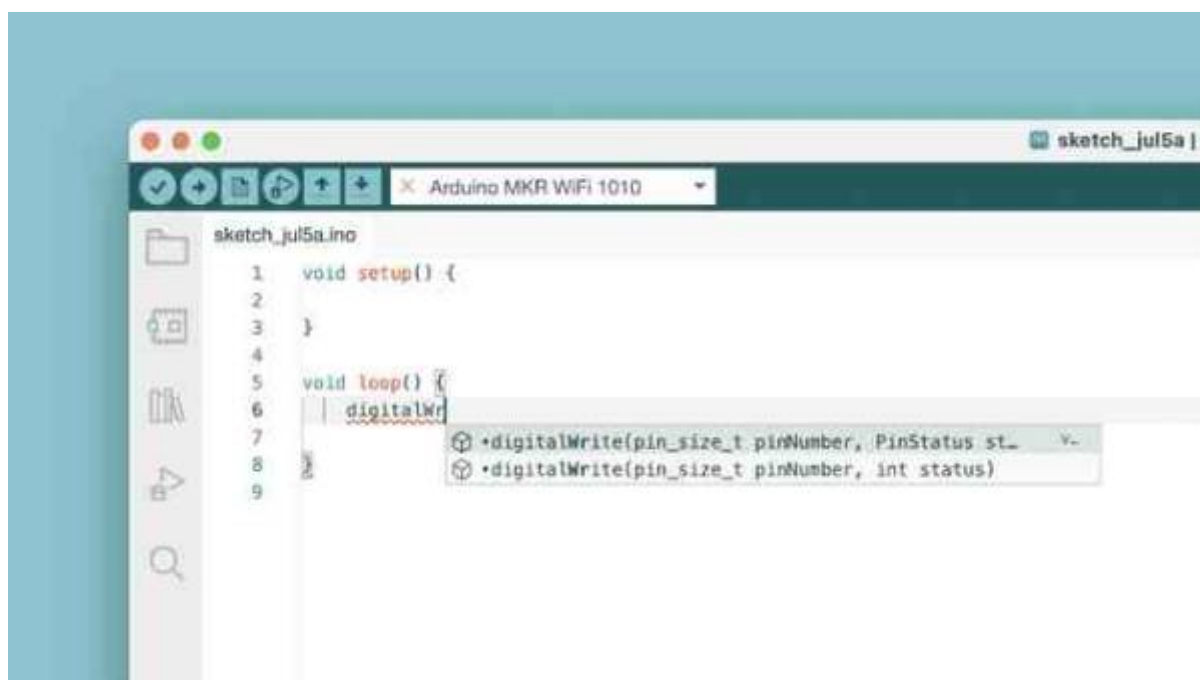 sketch_jul5a |
Arduino MKR WiFi 1010
sketch_jul5a.ino
1 void setup() {
2
3 }
4
5 void loop() {
6 digitalWr
7 •digitalWrite(pin_size_t pinNumber, PinStatus st…
8 } •digitalWrite(pin_size_t pinNumber, int status)
9